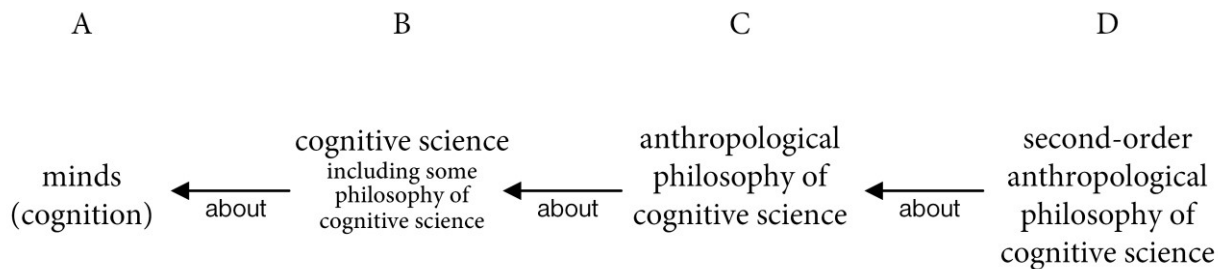 A B C D
minds
(cognition)
about
cognitive science
including some
philosophy of
cognitive science
about
anthropological
philosophy of
cognitive science
about
second-order
anthropological
philosophy of
cognitive science